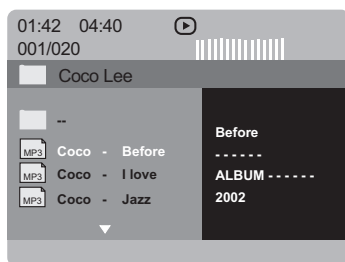 01:42 04:40
001/020
Coco Lee
--
MP3 Coco - Before
MP3 Coco - I love
MP3 Coco - Jazz
Before
- - - - - -
ALBUM - - - - - -
2002